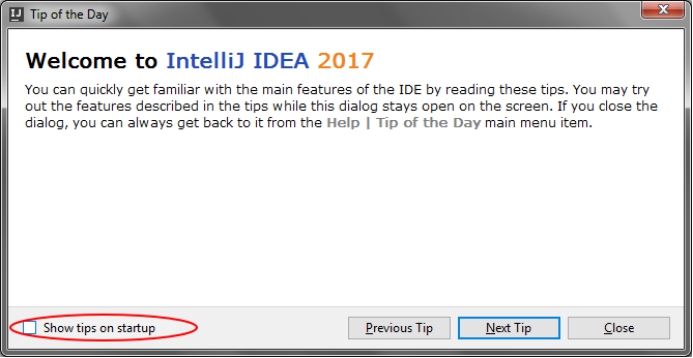 Tip of the Day
Welcome to IntelliJ IDEA 2017
You can quickly get familiar with the main features of the IDE by reading these tips. You may try
out the features described in the tips while this dialog stays open on the screen. If you close the
dialog, you can always get back to it from the Help | Tip of the Day main menu item.
Show tips on startup
Previous Tip
Next Tip
Close